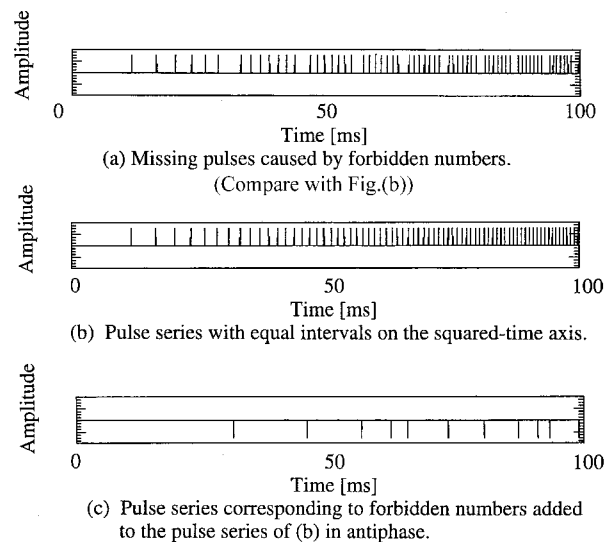 Amplitude
0
50
100
Time [ms]
(a) Missing pulses caused by forbidden numbers.
(Compare with Fig.(b))
Amplitude
0
50
100
Time [ms]
(b) Pulse series with equal intervals on the squared-time axis.
Amplitude
0
50
100
Time [ms]
(c) Pulse series corresponding to forbidden numbers added
to the pulse series of (b) in antiphase.